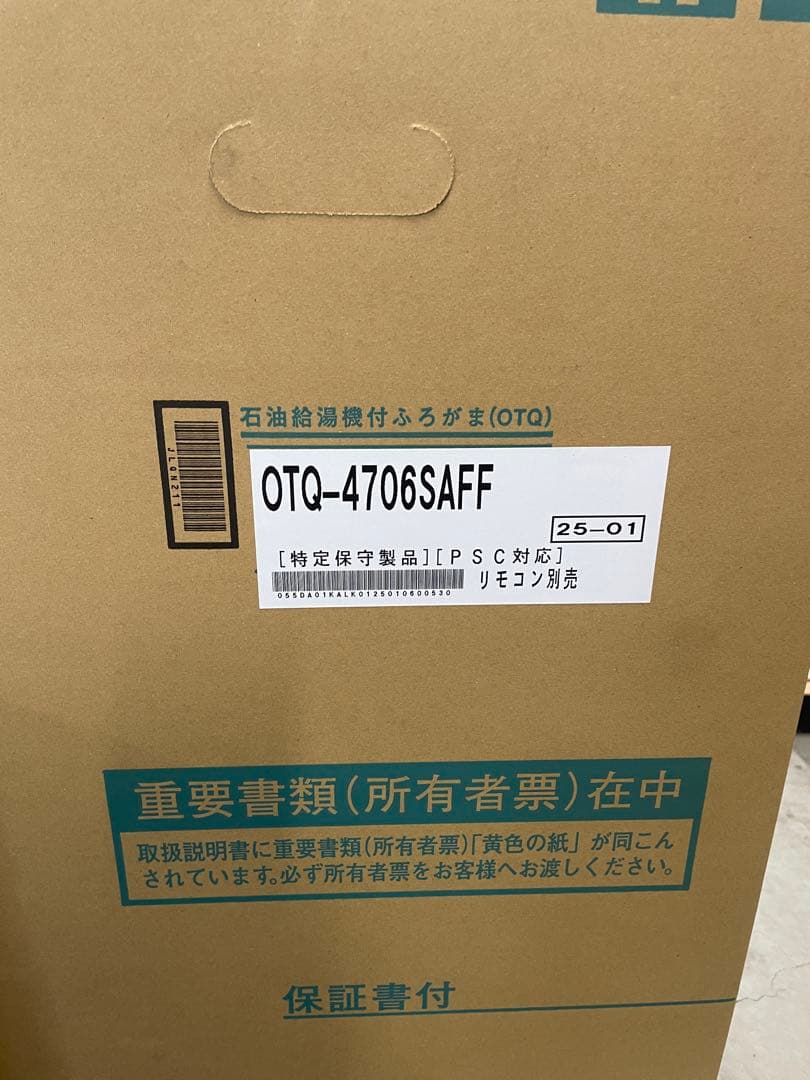 石油給湯機付ふろがま(OTQ)
JLQN211
OTQ-4706SAFF
25-01
[特定保守製品][PSC対応]
055DA01KALK0125010600530
リモコン別売
重要書類(所有者票)在中
取扱説明書に重要書類(所有者票)「黄色の紙」が同こん
されています。必ず所有者票をお客様へお渡しください。
保証書付